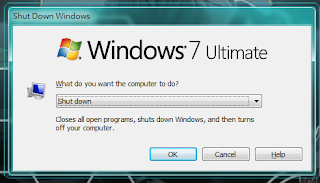 Shut Down Windows
Windows 7 Ultimate
What do you want the computer to do?
Shut down
Closes all open programs, shuts down Windows, and then turns
off your computer.
OK Cancel Help